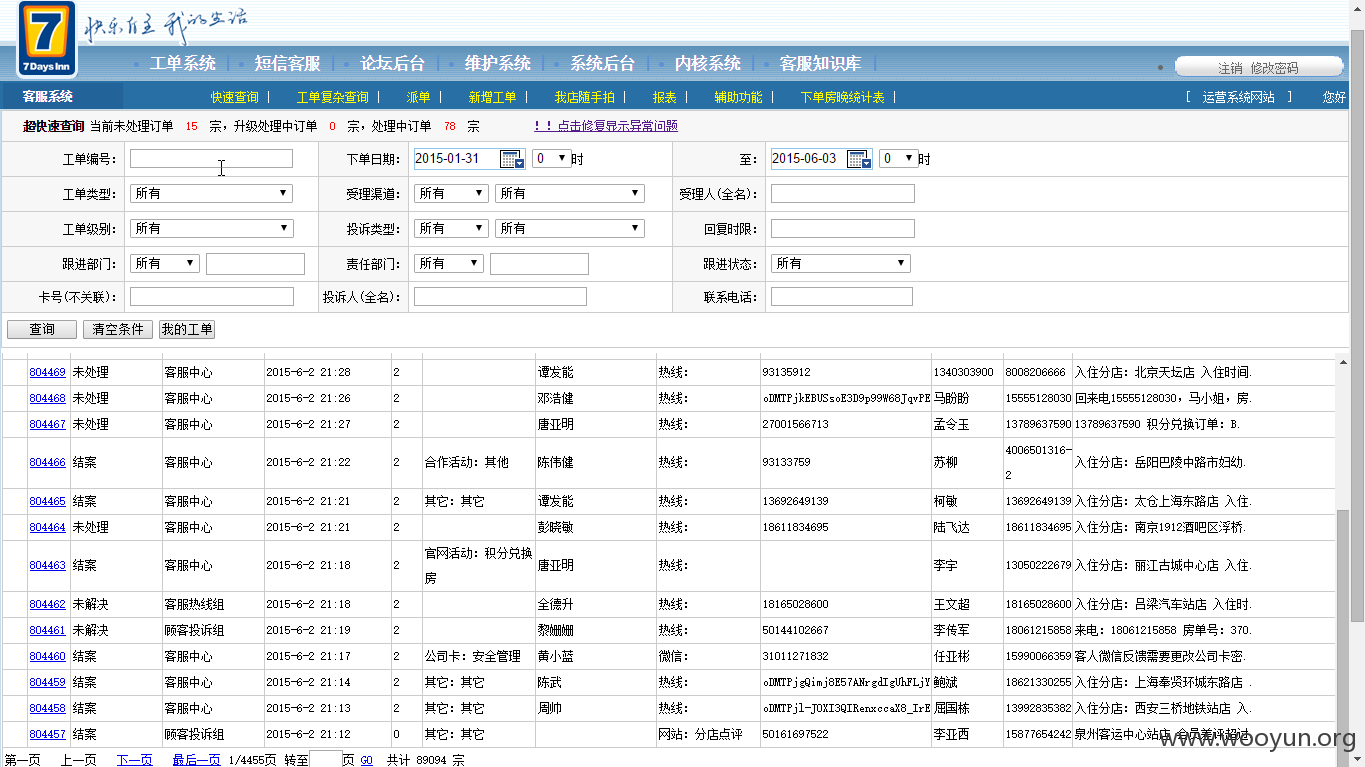 7
7 Days Inn
快乐自主 我的生活
工单系统 短信客服 论坛后台 维护系统 系统后台 内核系统 客服知识库
注销 修改密码
客服系统 快速查询 | 工单复杂查询 | 派单 | 新增工单 | 我店随手拍 | 报表 | 辅助功能 | 下单房晚统计表 | [ 运营系统网站 ] 您好
超快速查询 当前未处理订单 15 宗，升级处理中订单 0 宗，处理中订单 78 宗 ！！点击修复显示异常问题
工单编号： 下单日期： 2015-01-31 0 时 至： 2015-06-03 0 时
工单类型： 所有 受理渠道： 所有 所有 受理人(全名)：
工单级别： 所有 投诉类型： 所有 所有 回复时限：
跟进部门： 所有 责任部门： 所有 跟进状态： 所有
卡号(不关联)： 投诉人(全名)： 联系电话：
查询 清空条件 我的工单
804469 未处理 客服中心 2015-6-2 21:28 2 谭发能 热线： 93135912 1340303900 8008206666 入住分店：北京天坛店 入住时间.
804468 未处理 客服中心 2015-6-2 21:26 2 邓洁健 热线： oDMTPjkEBUSsoE3D9p99W68JqvPE 马盼盼 15555128030 回来电15555128030，马小姐，房.
804467 未处理 客服中心 2015-6-2 21:27 2 唐亚明 热线： 27001566713 孟令玉 13789637590 13789637590 积分兑换订单：B.
804466 结案 客服中心 2015-6-2 21:22 2 合作活动：其他 陈伟健 热线： 93133759 苏柳 4006501316-2 入住分店：岳阳巴陵中路市妇幼.
804465 结案 客服中心 2015-6-2 21:21 2 其它：其它 谭发能 热线： 13692649139 柯敏 13692649139 入住分店：太仓上海东路店 入住.
804464 未处理 客服中心 2015-6-2 21:21 2 彭晓敏 热线： 18611834695 陆飞达 18611834695 入住分店：南京1912酒吧区浮桥.
804463 结案 客服中心 2015-6-2 21:18 2 官网活动：积分兑换房 唐亚明 热线： 李宇 13050222679 入住分店：丽江古城中心店 入住.
804462 未解决 客服热线组 2015-6-2 21:18 2 全德升 热线： 18165028600 王文超 18165028600 入住分店：吕梁汽车站店 入住时.
804461 未解决 顾客投诉组 2015-6-2 21:19 2 黎姗姗 热线： 50144102667 李传军 18061215858 来电：18061215858 房单号：370.
804460 结案 客服中心 2015-6-2 21:17 2 公司卡：安全管理 黄小蓝 微信： 31011271832 任亚彬 15990066359 客人微信反馈需要更改公司卡密.
804459 结案 客服中心 2015-6-2 21:14 2 其它：其它 陈武 热线： oDMTPjgQimj8E57ANrgdIgUhFLjY 鲍斌 18621330255 入住分店：上海奉贤环城东路店 .
804458 结案 客服中心 2015-6-2 21:13 2 其它：其它 周帅 热线： oDMTPjl-JOXI3QIRenxccaX8_IrE 屈国栋 13992835382 入住分店：西安三桥地铁站店 入.
804457 结案 顾客投诉组 2015-6-2 21:12 0 其它：其它 网站：分店点评 50161697522 李亚西 15877654242 泉州客运中心站店 会员差评超过.
www.wooyun.org
第一页 上一页 下一页 最后一页 1/4455页 转至 页 GO 共计 89094 宗